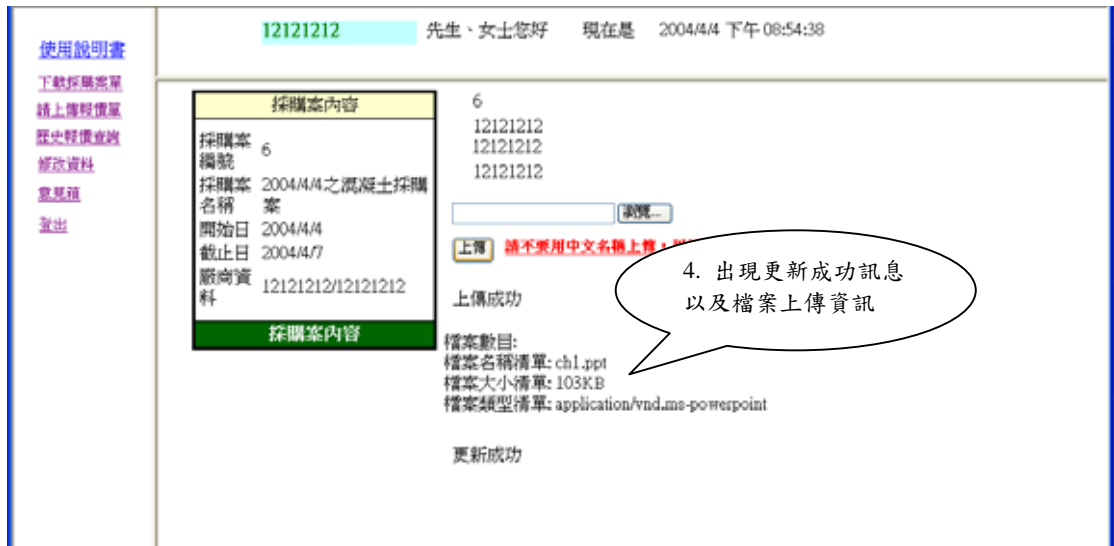 12121212 先生、女士您好 現在是 2004/4/4 下午 08:54:38
使用說明書
下載採購案單
請上傳報價單
歷史報價查詢
修改資料
意見箱
登出
採購案內容
採購案編號 6
採購案名稱 2004/4/4之混凝土採購案
開始日 2004/4/4
截止日 2004/4/7
廠商資料 12121212/12121212
採購案內容
6
12121212
12121212
12121212
瀏覽...
上傳 請不要用中文名稱上傳，
4. 出現更新成功訊息
以及檔案上傳資訊
上傳成功
檔案數目:
檔案名稱清單: ch1.ppt
檔案大小清單: 103KB
檔案類型清單: application/vnd.ms-powerpoint
更新成功